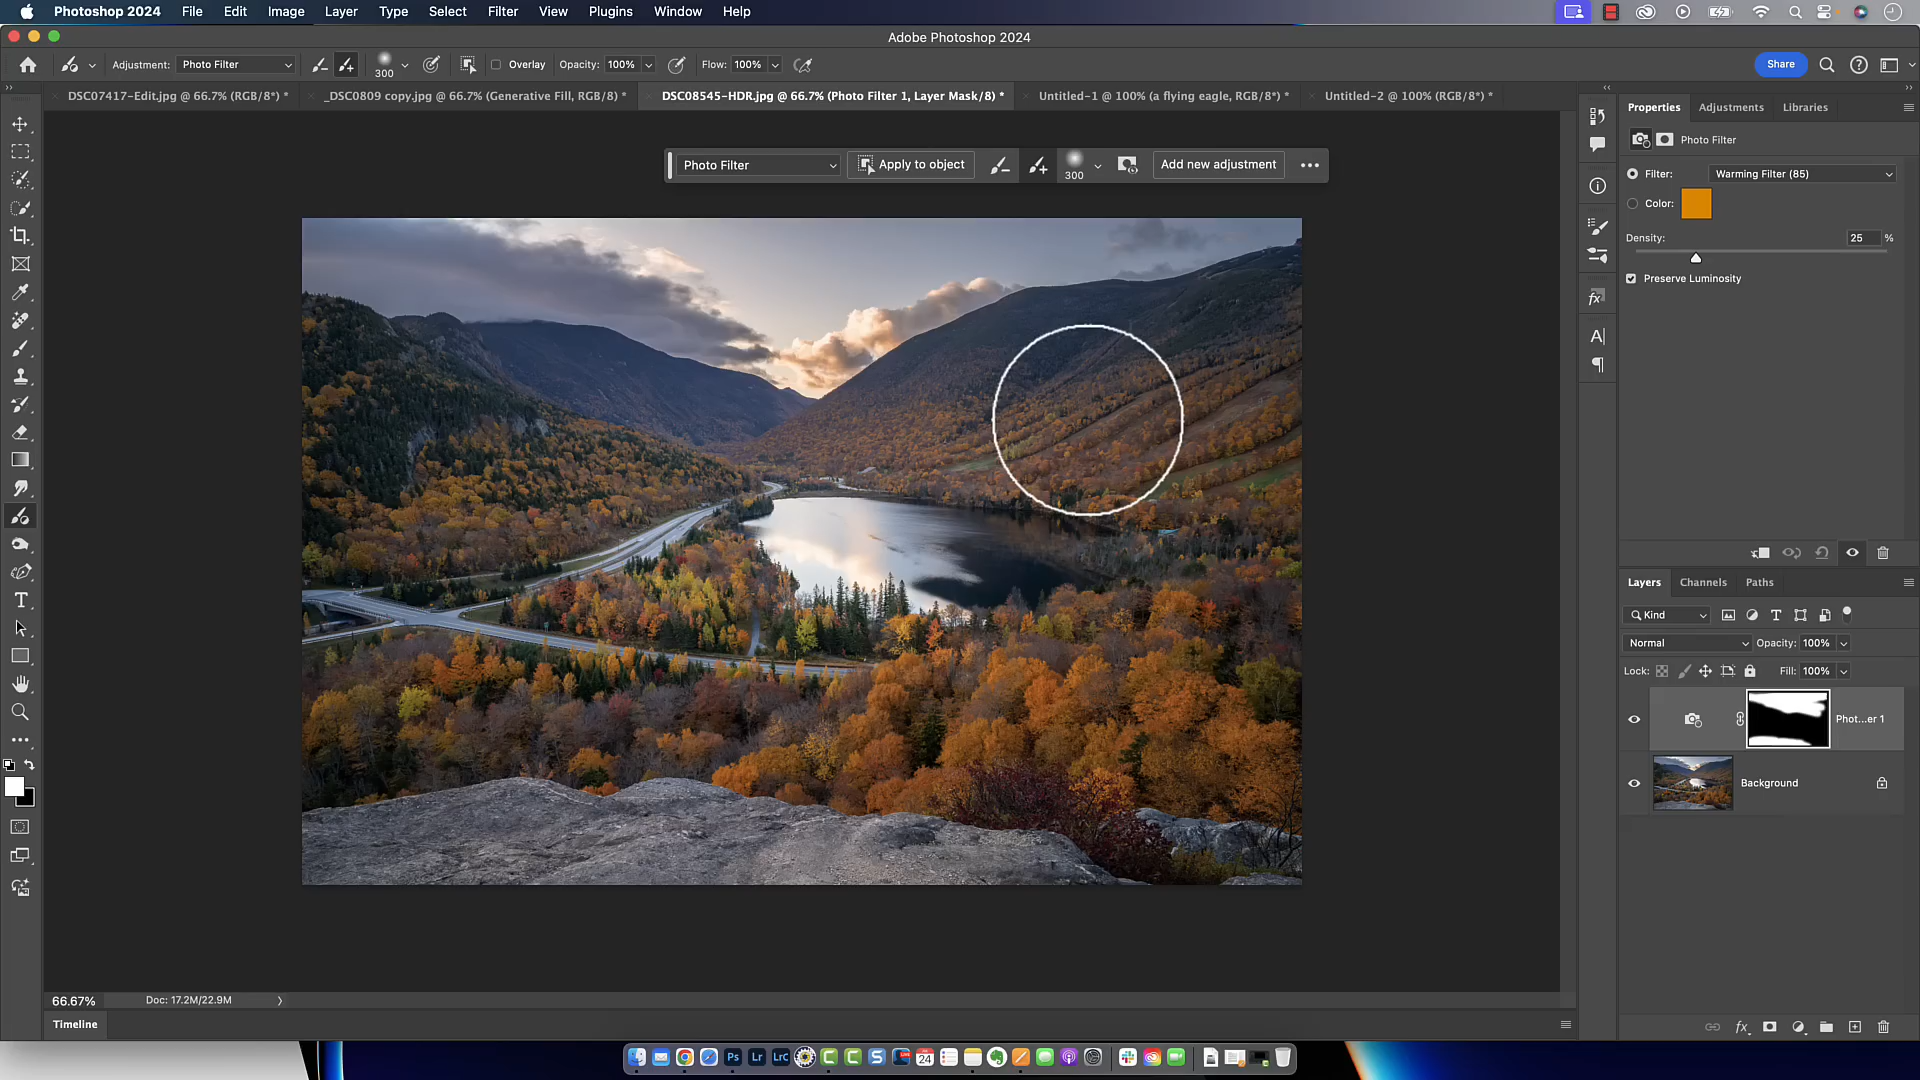 Photoshop 2024 File Edit Image Layer Type Select Filter View Plugins Window Help
Adobe Photoshop 2024
Adjustment: Photo Filter 300 Overlay Opacity: 100% Flow: 100% Share
DSC07417-Edit.jpg @ 66.7% (RGB/8*) * _DSC0809 copy.jpg @ 66.7% (Generative Fill, RGB/8) * DSC08545-HDR.jpg @ 66.7% (Photo Filter 1, Layer Mask/8) * Untitled-1 @ 100% (a flying eagle, RGB/8*) * Untitled-2 @ 100% (RGB/8*) *
Photo Filter Apply to object 300 Add new adjustment
Properties Adjustments Libraries
Photo Filter
Filter: Warming Filter (85)
Color:
Density: 25 %
Preserve Luminosity
Layers Channels Paths
Kind
Normal Opacity: 100%
Lock: Fill: 100%
Phot...er 1
Background
66.67% Doc: 17.2M/22.9M
Timeline
Ps Lr LrC